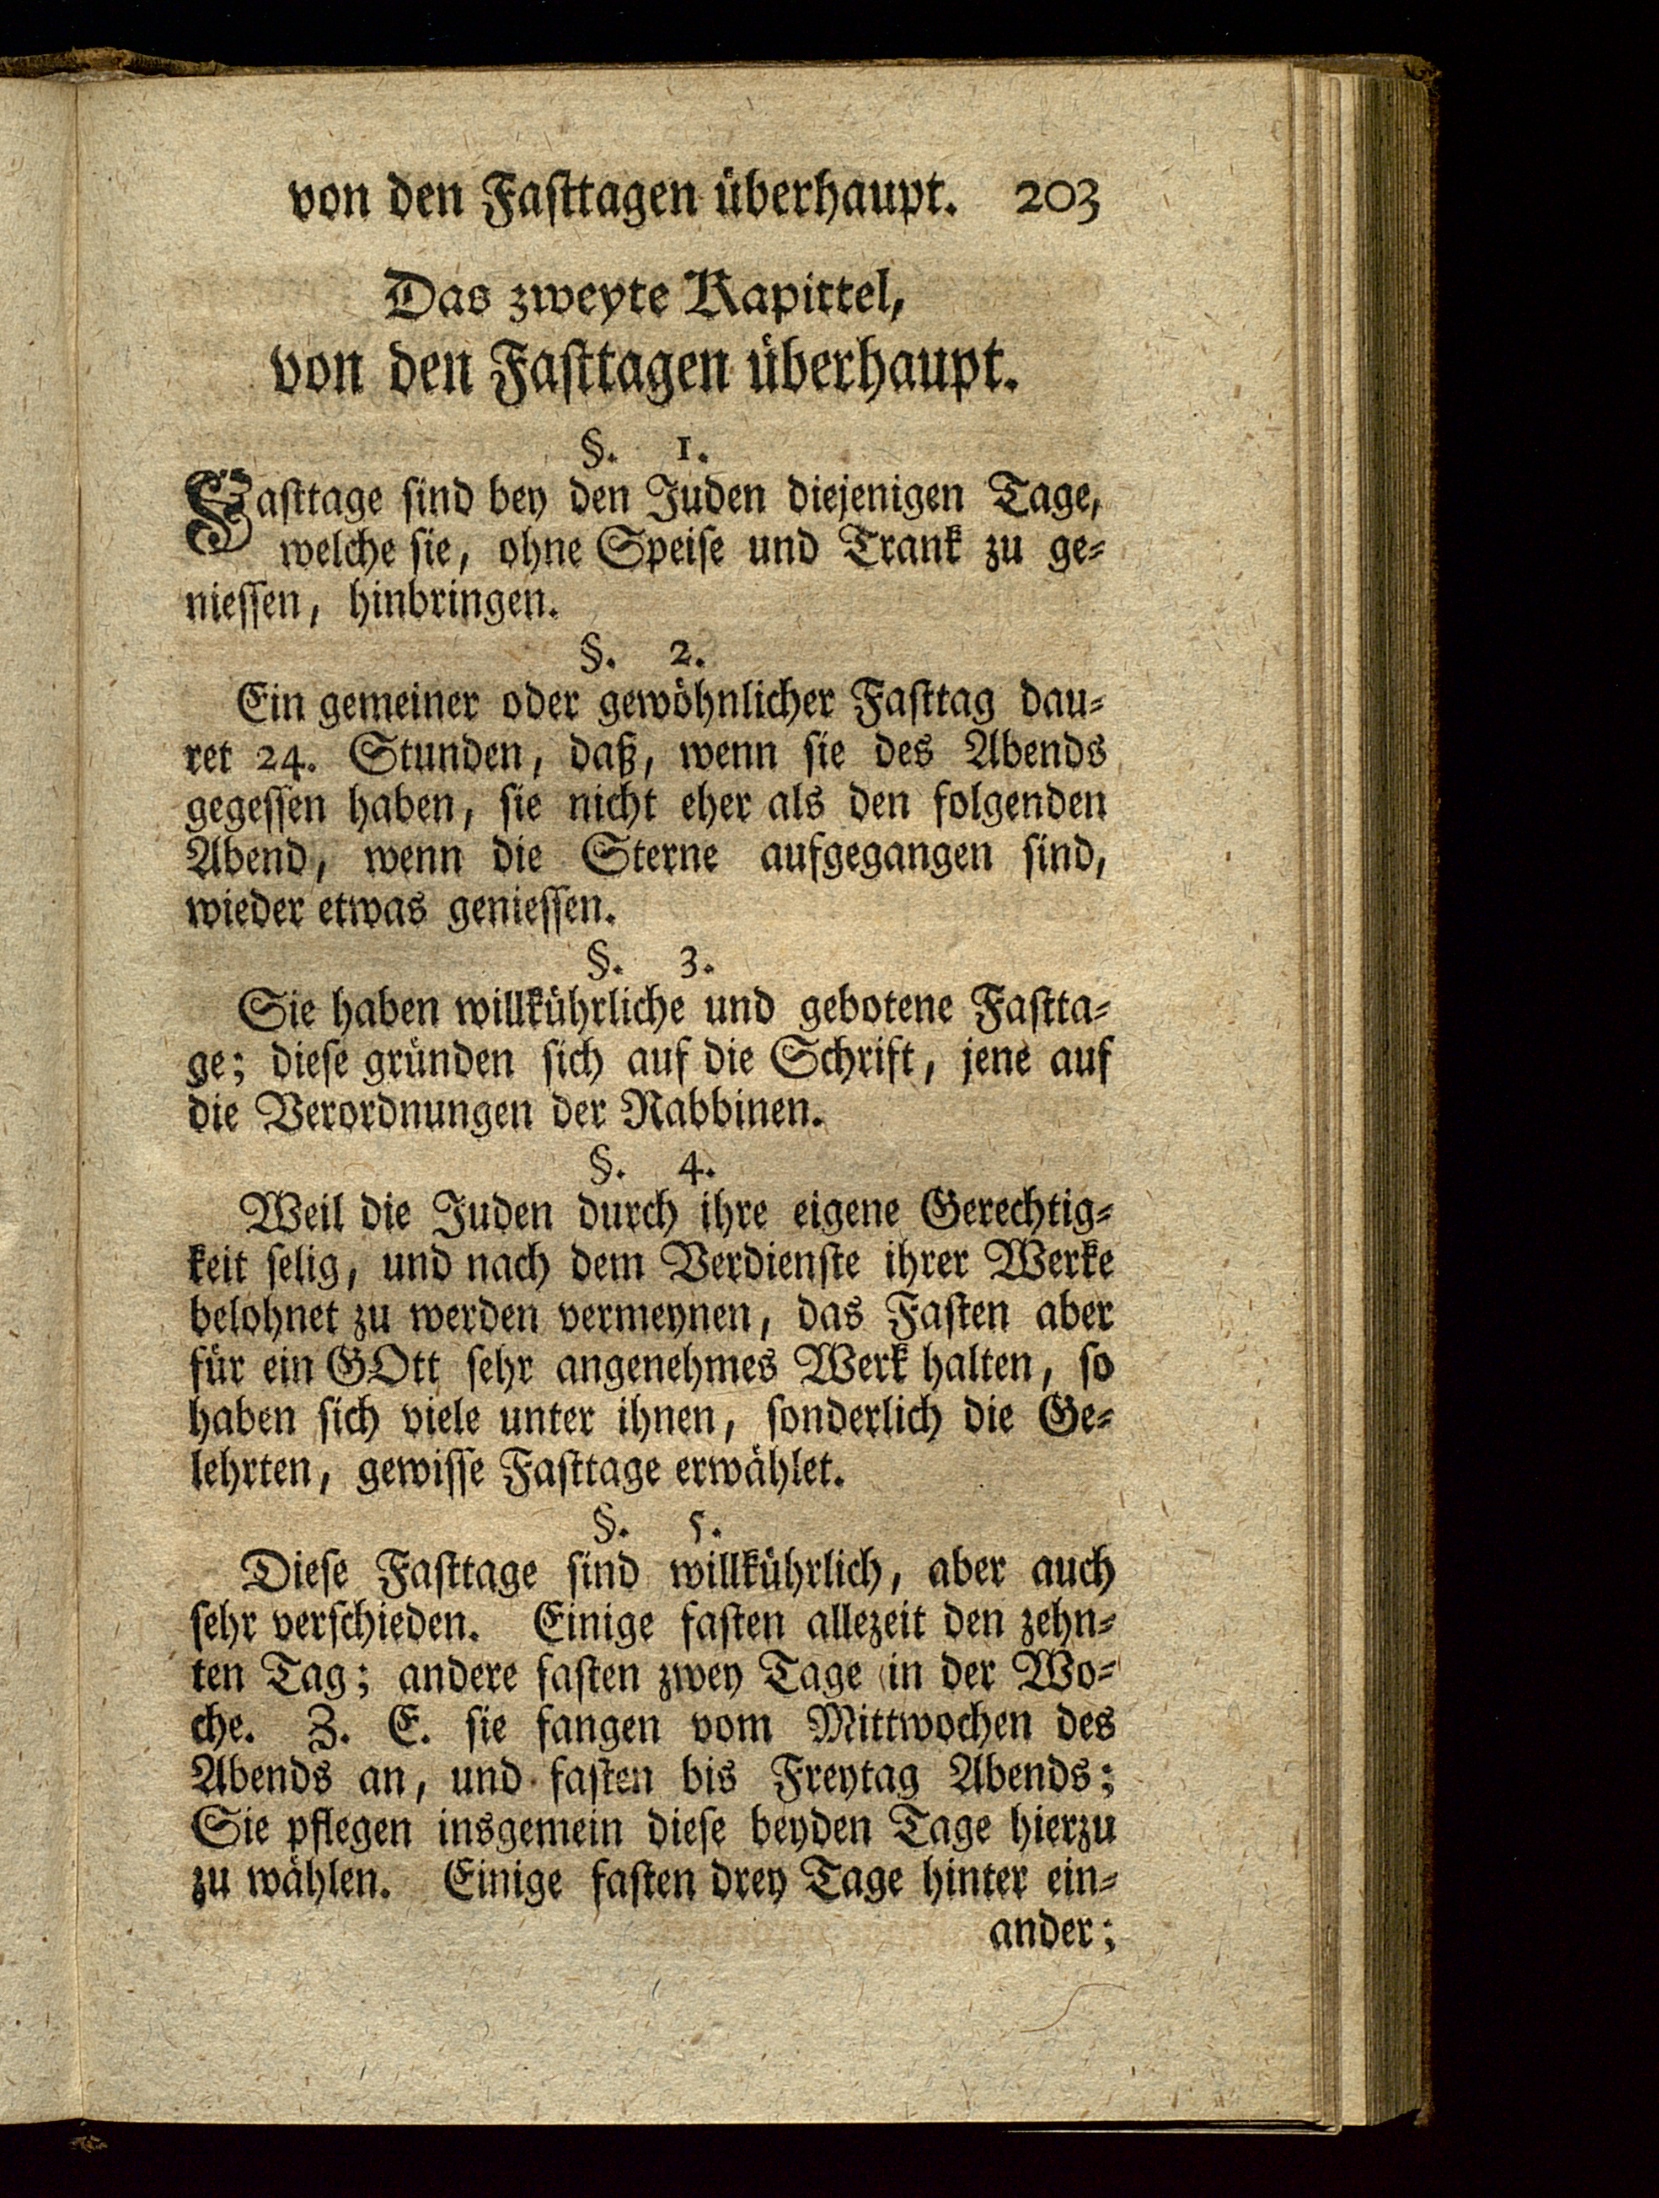 von den Fasttagen überhaupt. 203
Das zweyte Kapittel,
von den Fasttagen überhaupt.
§. 1.
Fasttage sind bey den Juden diejenigen Tage,
welche sie, ohne Speise und Trank zu ge-
niessen, hinbringen.
§. 2.
Ein gemeiner oder gewöhnlicher Fasttag dau-
ret 24. Stunden, daß, wenn sie des Abends
gegessen haben, sie nicht eher als den folgenden
Abend, wenn die Sterne aufgegangen sind,
wieder etwas geniessen.
§. 3.
Sie haben willkührliche und gebotene Fastta-
ge; diese gründen sich auf die Schrift, jene auf
die Verordnungen der Rabbinen.
§. 4.
Weil die Juden durch ihre eigene Gerechtig-
keit selig, und nach dem Verdienste ihrer Werke
belohnet zu werden vermeynen, das Fasten aber
für ein GOtt sehr angenehmes Werk halten, so
haben sich viele unter ihnen, sonderlich die Ge-
lehrten, gewisse Fasttage erwählet.
§. 5.
Diese Fasttage sind willkührlich, aber auch
sehr verschieden. Einige fasten allezeit den zehn-
ten Tag; andere fasten zwey Tage in der Wo-
che. Z. E. sie fangen vom Mittwochen des
Abends an, und fasten bis Freytag Abends;
Sie pflegen insgemein diese beyden Tage hierzu
zu wählen. Einige fasten drey Tage hinter ein-
ander;